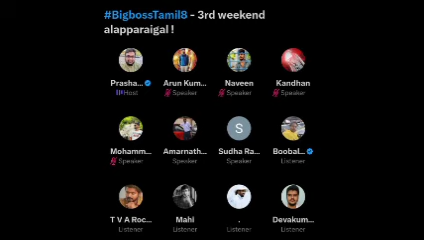 #BigbossTamil8 - 3rd weekend
alapparaigal !
Prasha... Arun Kum... Naveen Kandhan
Host Speaker Speaker Speaker
Mohamm... Amarnath... Sudha Ra... Boobal...
Speaker Speaker Speaker Listener
T V A Roc... Mahi . Devakum...
Listener Listener Listener Listener
S